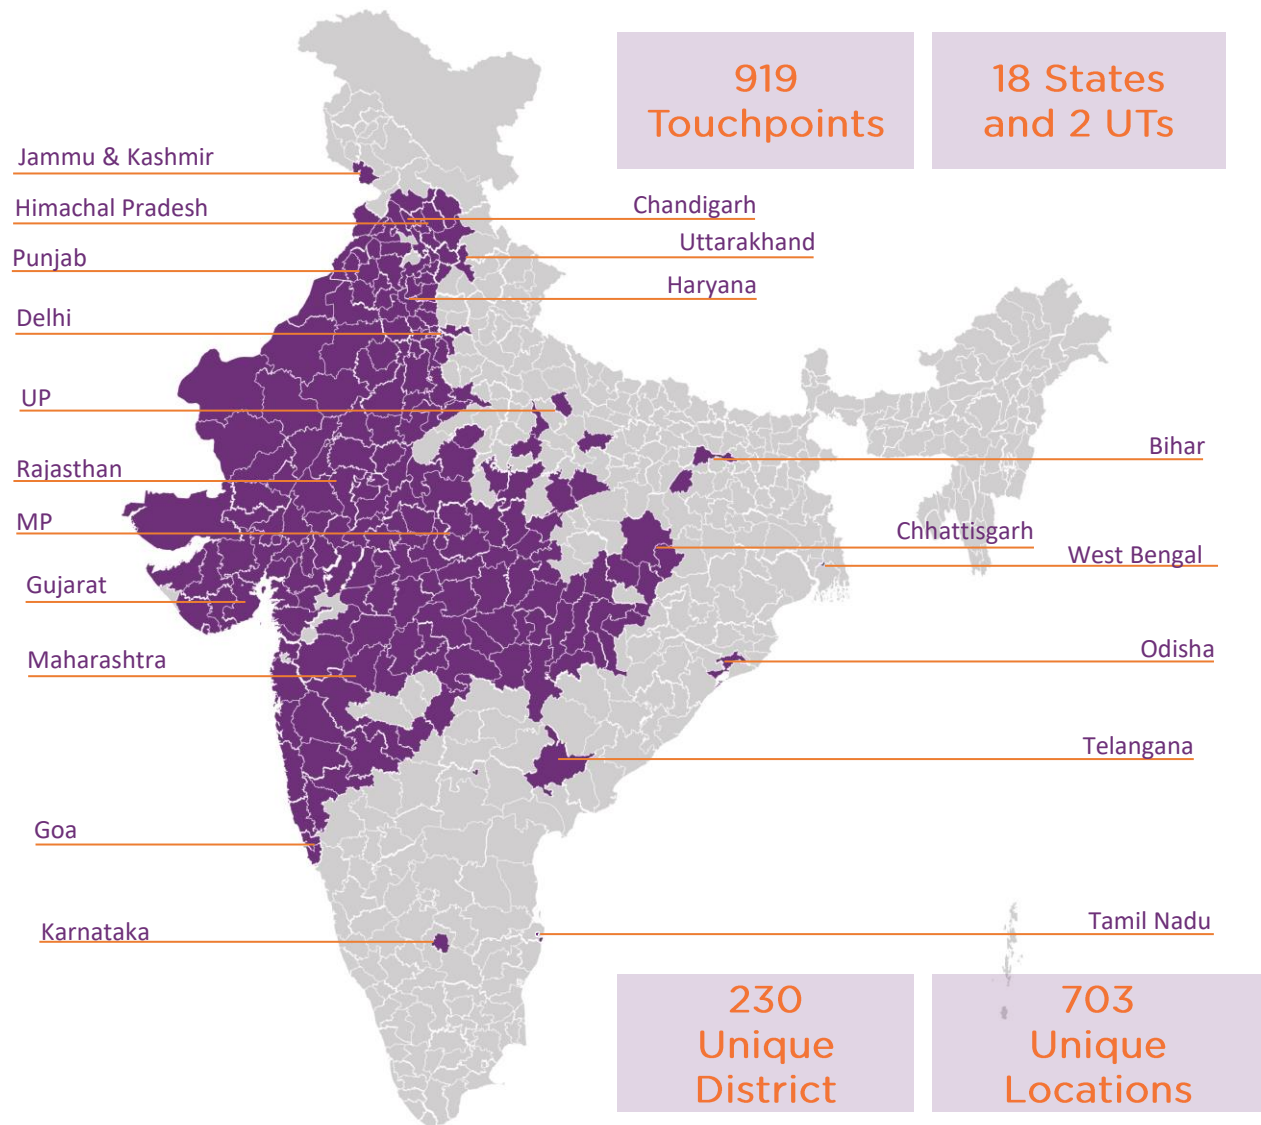 919
Touchpoints
18 States
and 2 UTs
Jammu & Kashmir
Himachal Pradesh
Chandigarh
Uttarakhand
Punjab
Haryana
Delhi
UP
Bihar
Rajasthan
MP
Chhattisgarh
West Bengal
Gujarat
Odisha
Maharashtra
Telangana
Goa
Tamil Nadu
Karnataka
230
Unique
District
703
Unique
Locations